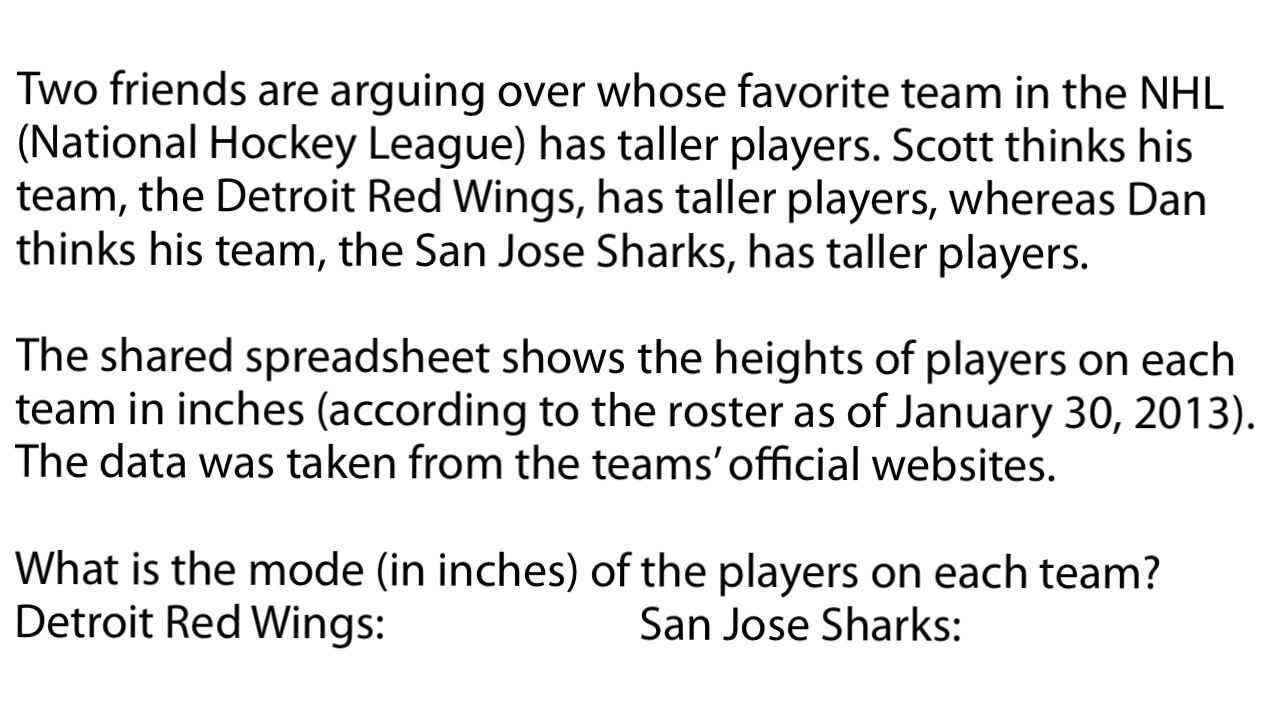 Two friends are arguing over whose favorite team in the NHL
(National Hockey League) has taller players. Scott thinks his
team, the Detroit Red Wings, has taller players, whereas Dan
thinks his team, the San Jose Sharks, has taller players.
The shared spreadsheet shows the heights of players on each
team in inches (according to the roster as of January 30, 2013).
The data was taken from the teams’ official websites.
What is the mode (in inches) of the players on each team?
Detroit Red Wings: San Jose Sharks: